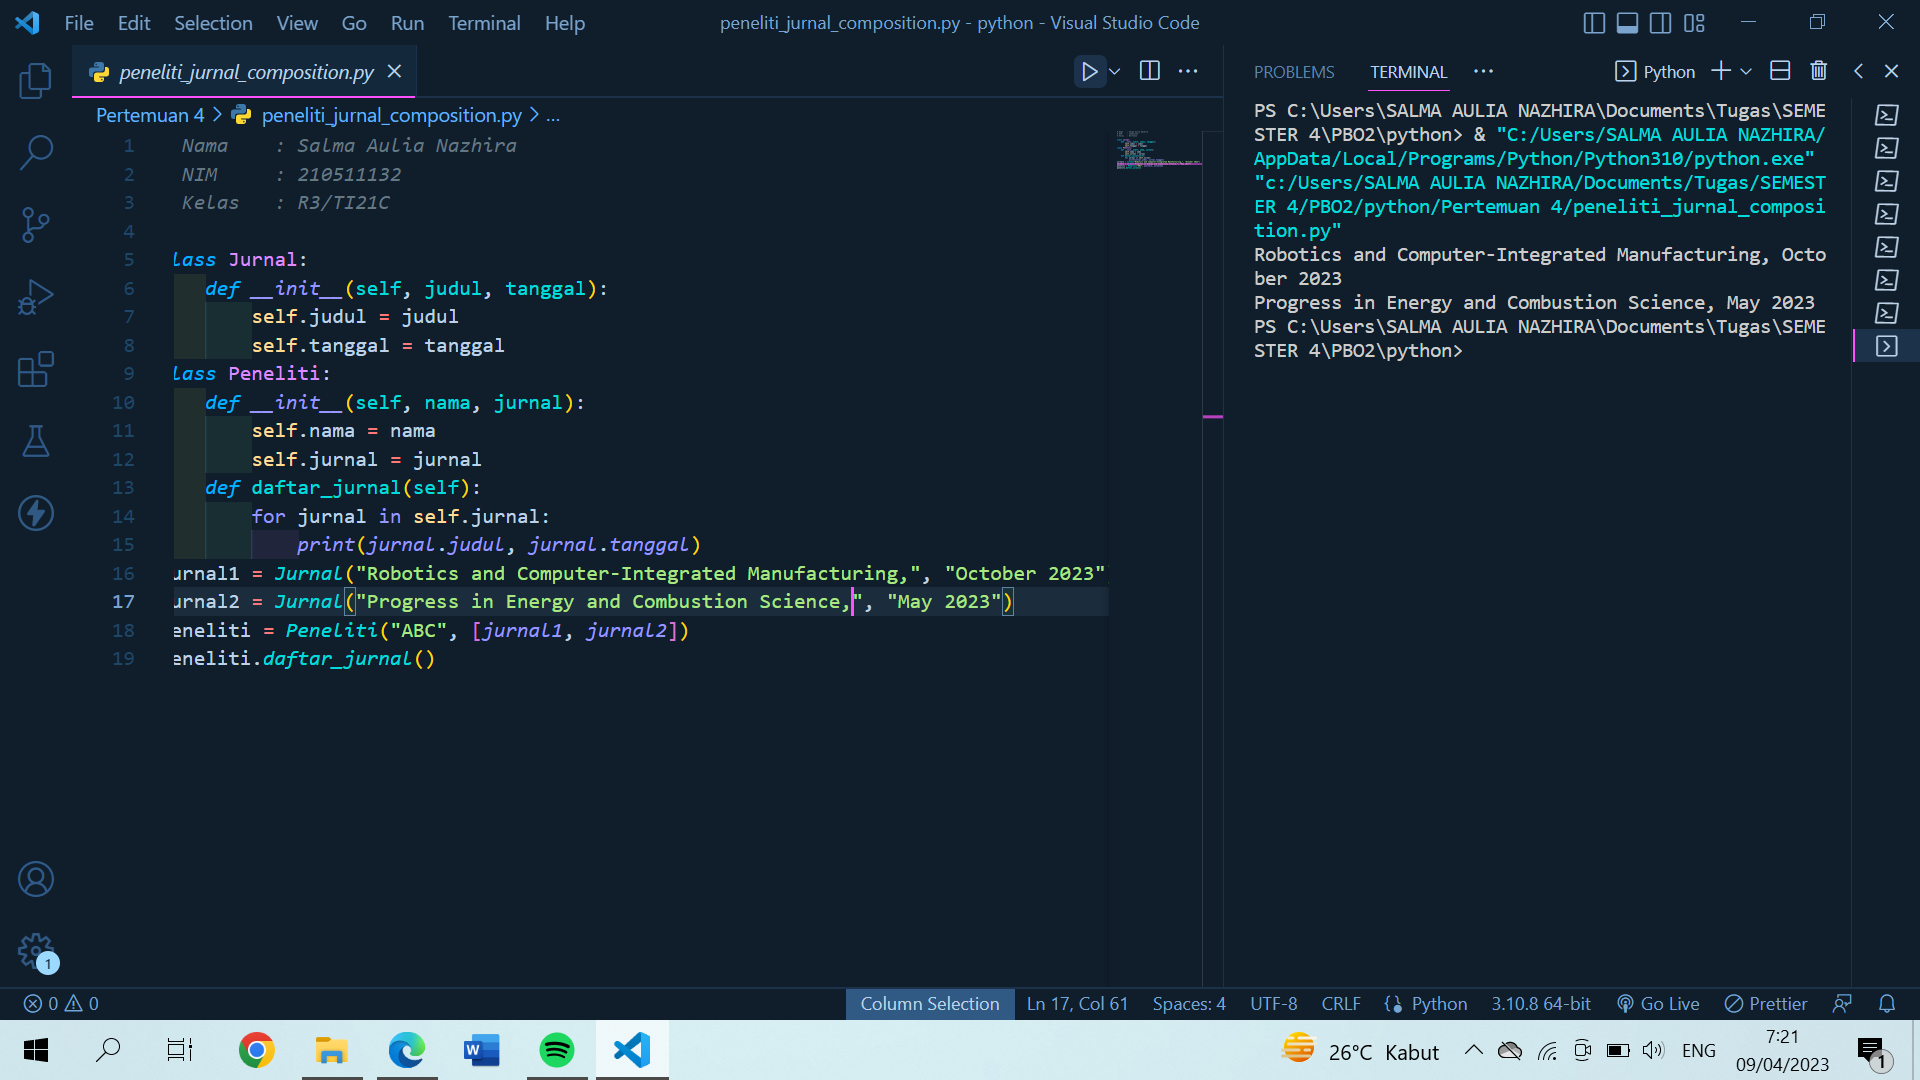 File Edit Selection View Go Run Terminal Help peneliti_jurnal_composition.py - python - Visual Studio Code
peneliti_jurnal_composition.py
Pertemuan 4 > peneliti_jurnal_composition.py > ...
1 Nama : Salma Aulia Nazhira
2 NIM : 210511132
3 Kelas : R3/TI21C
4
5 lass Jurnal:
6 def __init__(self, judul, tanggal):
7 self.judul = judul
8 self.tanggal = tanggal
9 lass Peneliti:
10 def __init__(self, nama, jurnal):
11 self.nama = nama
12 self.jurnal = jurnal
13 def daftar_jurnal(self):
14 for jurnal in self.jurnal:
15 print(jurnal.judul, jurnal.tanggal)
16 urnal1 = Jurnal("Robotics and Computer-Integrated Manufacturing,", "October 2023"
17 urnal2 = Jurnal("Progress in Energy and Combustion Science,", "May 2023")
18 eneliti = Peneliti("ABC", [jurnal1, jurnal2])
19 eneliti.daftar_jurnal()
PROBLEMS TERMINAL ... Python
PS C:\Users\SALMA AULIA NAZHIRA\Documents\Tugas\SEME
STER 4\PBO2\python> & "C:/Users/SALMA AULIA NAZHIRA/
AppData/Local/Programs/Python/Python310/python.exe"
"c:/Users/SALMA AULIA NAZHIRA/Documents/Tugas/SEMEST
ER 4/PBO2/python/Pertemuan 4/peneliti_jurnal_composi
tion.py"
Robotics and Computer-Integrated Manufacturing, Octo
ber 2023
Progress in Energy and Combustion Science, May 2023
PS C:\Users\SALMA AULIA NAZHIRA\Documents\Tugas\SEME
STER 4\PBO2\python>
1
0 0 Column Selection Ln 17, Col 61 Spaces: 4 UTF-8 CRLF Python 3.10.8 64-bit Go Live Prettier
26°C Kabut ENG 7:21
09/04/2023 1